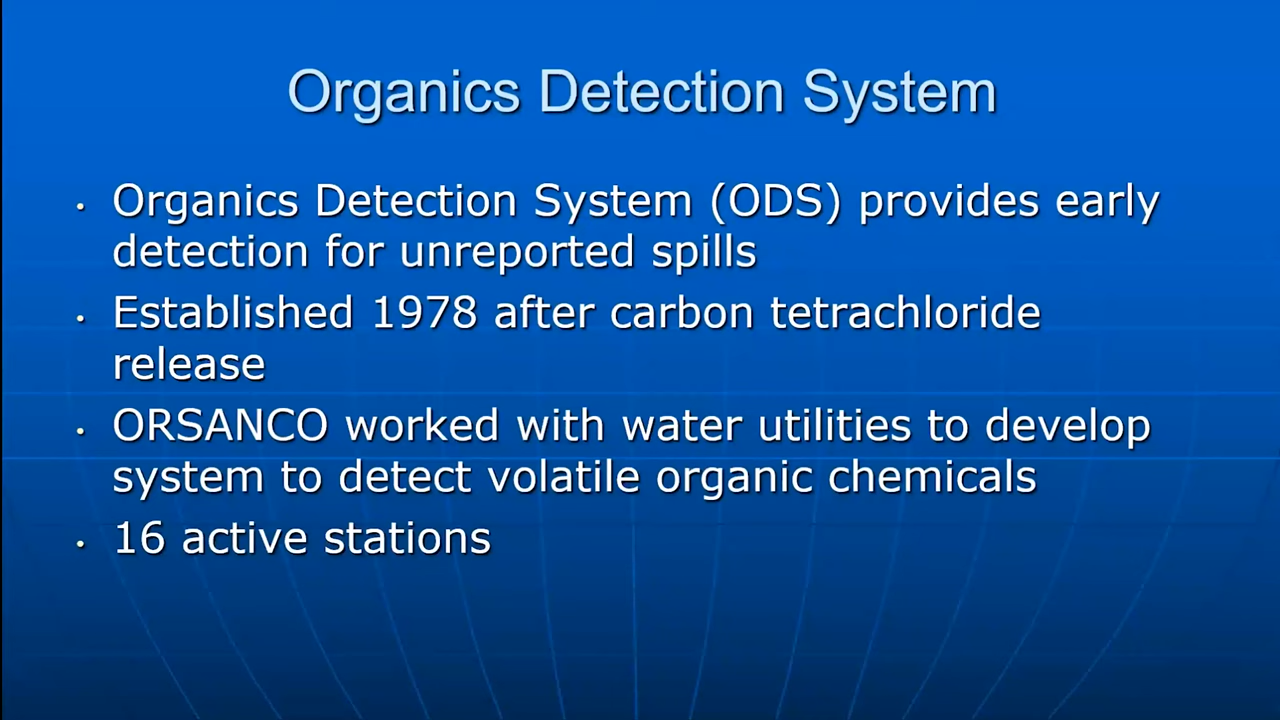 Organics Detection System
• Organics Detection System (ODS) provides early
detection for unreported spills
• Established 1978 after carbon tetrachloride
release
• ORSANCO worked with water utilities to develop
system to detect volatile organic chemicals
• 16 active stations